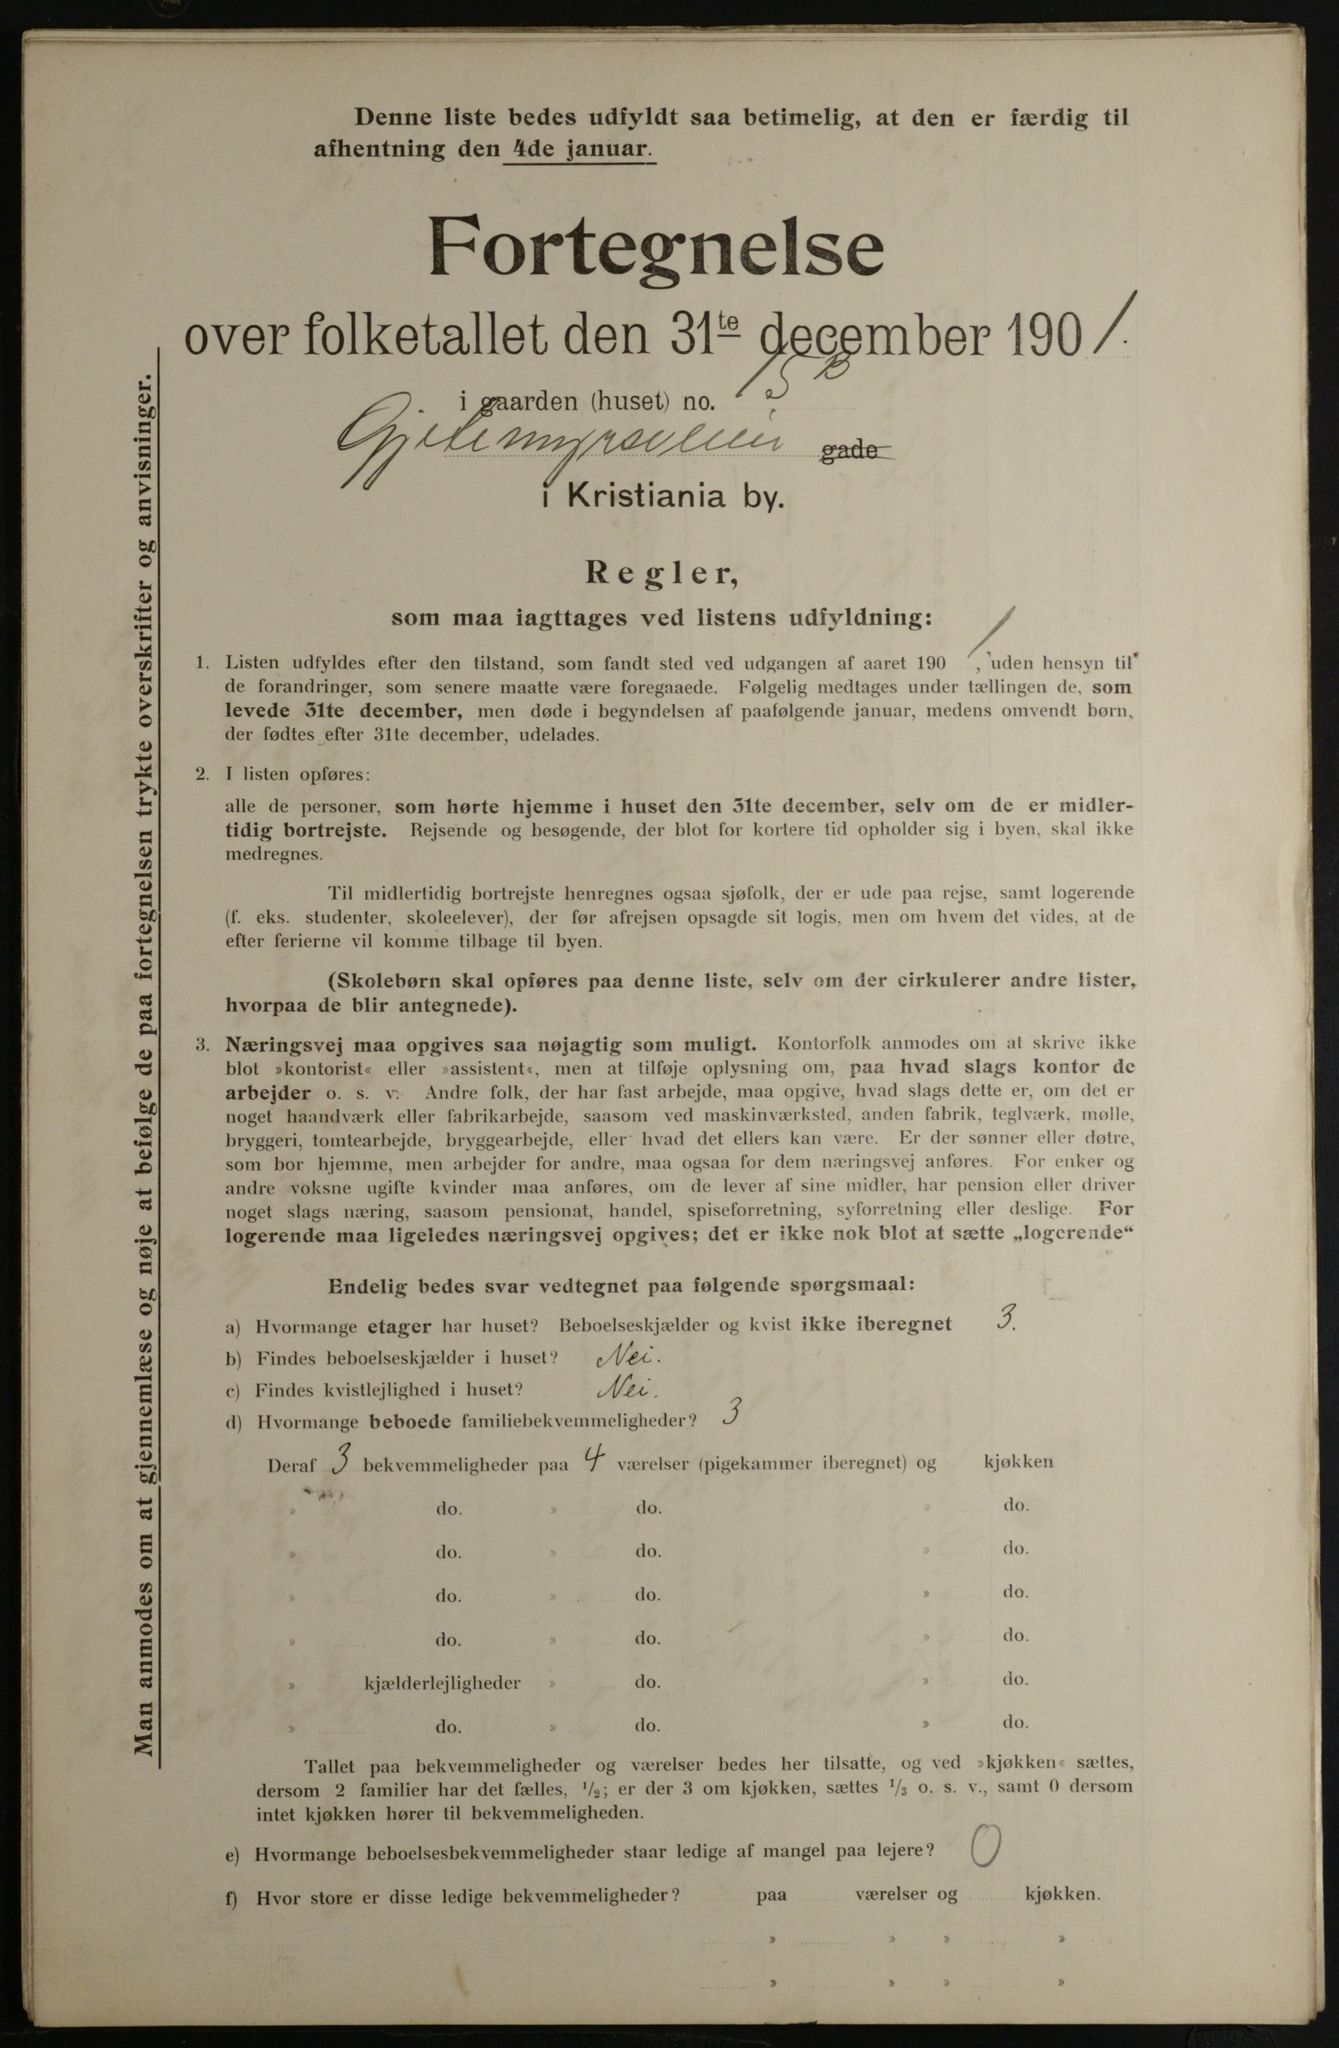 Denne liste bedes udfyldt saa betimelig, at den er færdig til
afhentning den 4de januar.
Fortegnelse
over folketallet den 31te december 1901.
i gaarden (huset) no. 15B
Gjetemyrsveien gade
i Kristiania by.
Regler,
som maa iagttages ved listens udfyldning:
1. Listen udfyldes efter den tilstand, som fandt sted ved udgangen af aaret 1901, uden hensyn til
de forandringer, som senere maatte være foregaaede. Følgelig medtages under tællingen de, som
levede 31te december, men døde i begyndelsen af paafølgende januar, medens omvendt børn,
der fødtes efter 31te december, udelades.
2. I listen opføres:
alle de personer, som hørte hjemme i huset den 31te december, selv om de er midler-
tidig bortrejste. Rejsende og besøgende, der blot for kortere tid opholder sig i byen, skal ikke
medregnes.
Til midlertidig bortrejste henregnes ogsaa sjøfolk, der er ude paa rejse, samt logerende
(f. eks. studenter, skoleelever), der før afrejsen opsagde sit logis, men om hvem det vides, at de
efter ferierne vil komme tilbage til byen.
(Skolebørn skal opføres paa denne liste, selv om der cirkulerer andre lister,
hvorpaa de blir antegnede).
3. Næringsvej maa opgives saa nøjagtig som muligt. Kontorfolk anmodes om at skrive ikke
blot »kontorist« eller »assistent«, men at tilføje oplysning om, paa hvad slags kontor de
arbejder o. s. v. Andre folk, der har fast arbejde, maa opgive, hvad slags dette er, om det er
noget haandværk eller fabrikarbejde, saasom ved maskinværksted, anden fabrik, teglværk, mølle,
bryggeri, tomtearbejde, bryggearbejde, eller hvad det ellers kan være. Er der sønner eller døtre,
som bor hjemme, men arbejder for andre, maa ogsaa for dem næringsvej anføres. For enker og
andre voksne ugifte kvinder maa anføres, om de lever af sine midler, har pension eller driver
noget slags næring, saasom pensionat, handel, spiseforretning, syforretning eller deslige. For
logerende maa ligeledes næringsvej opgives; det er ikke nok blot at sætte „logerende“
Endelig bedes svar vedtegnet paa følgende spørgsmaal:
a) Hvormange etager har huset? Beboelseskjælder og kvist ikke iberegnet 3.
b) Findes beboelseskjælder i huset? Nei.
c) Findes kvistlejlighed i huset? Nei.
d) Hvormange beboede familiebekvemmeligheder? 3
Deraf 3 bekvemmeligheder paa 4 værelser (pigekammer iberegnet) og kjøkken
» do. » do. » do.
» do. » do. » do.
» do. » do. » do.
» do. » do. » do.
» kjælderlejligheder » do. » do.
» do. » do. » do.
Tallet paa bekvemmeligheder og værelser bedes her tilsatte, og ved »kjøkken« sættes,
dersom 2 familier har det fælles, 1/2; er der 3 om kjøkken, sættes 1/3 o. s. v., samt 0 dersom
intet kjøkken hører til bekvemmeligheden.
e) Hvormange beboelsesbekvemmeligheder staar ledige af mangel paa lejere? 0
f) Hvor store er disse ledige bekvemmeligheder? paa værelser og kjøkken.
» » » »
» » » »
Man anmodes om at gjennemlæse og nøje at befølge de paa fortegnelsen trykte overskrifter og anvisninger.